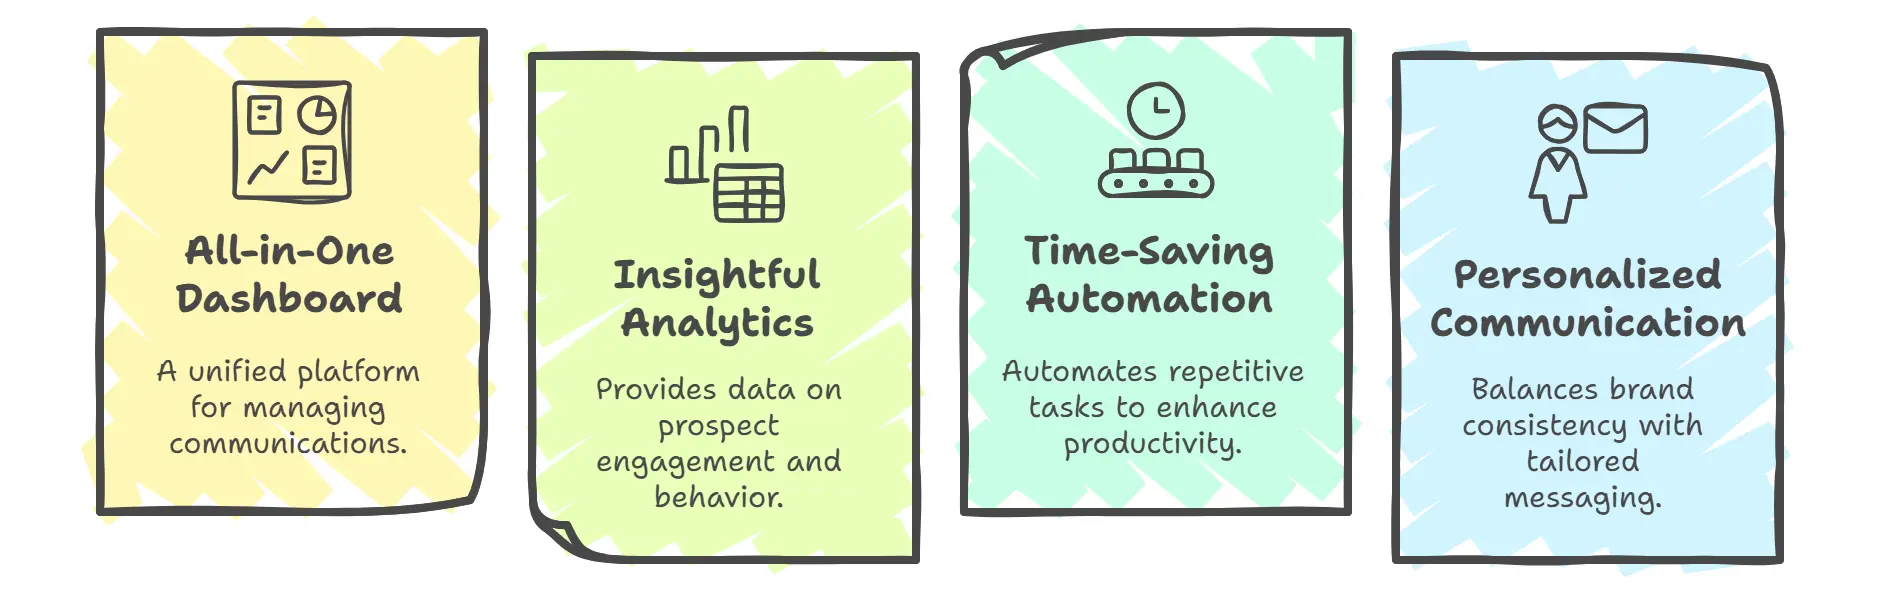 All-in-One
Dashboard
A unified platform
for managing
communications.
Insightful
Analytics
Provides data on
prospect
engagement and
behavior.
Time-Saving
Automation
Automates repetitive
tasks to enhance
productivity.
Personalized
Communication
Balances brand
consistency with
tailored
messaging.